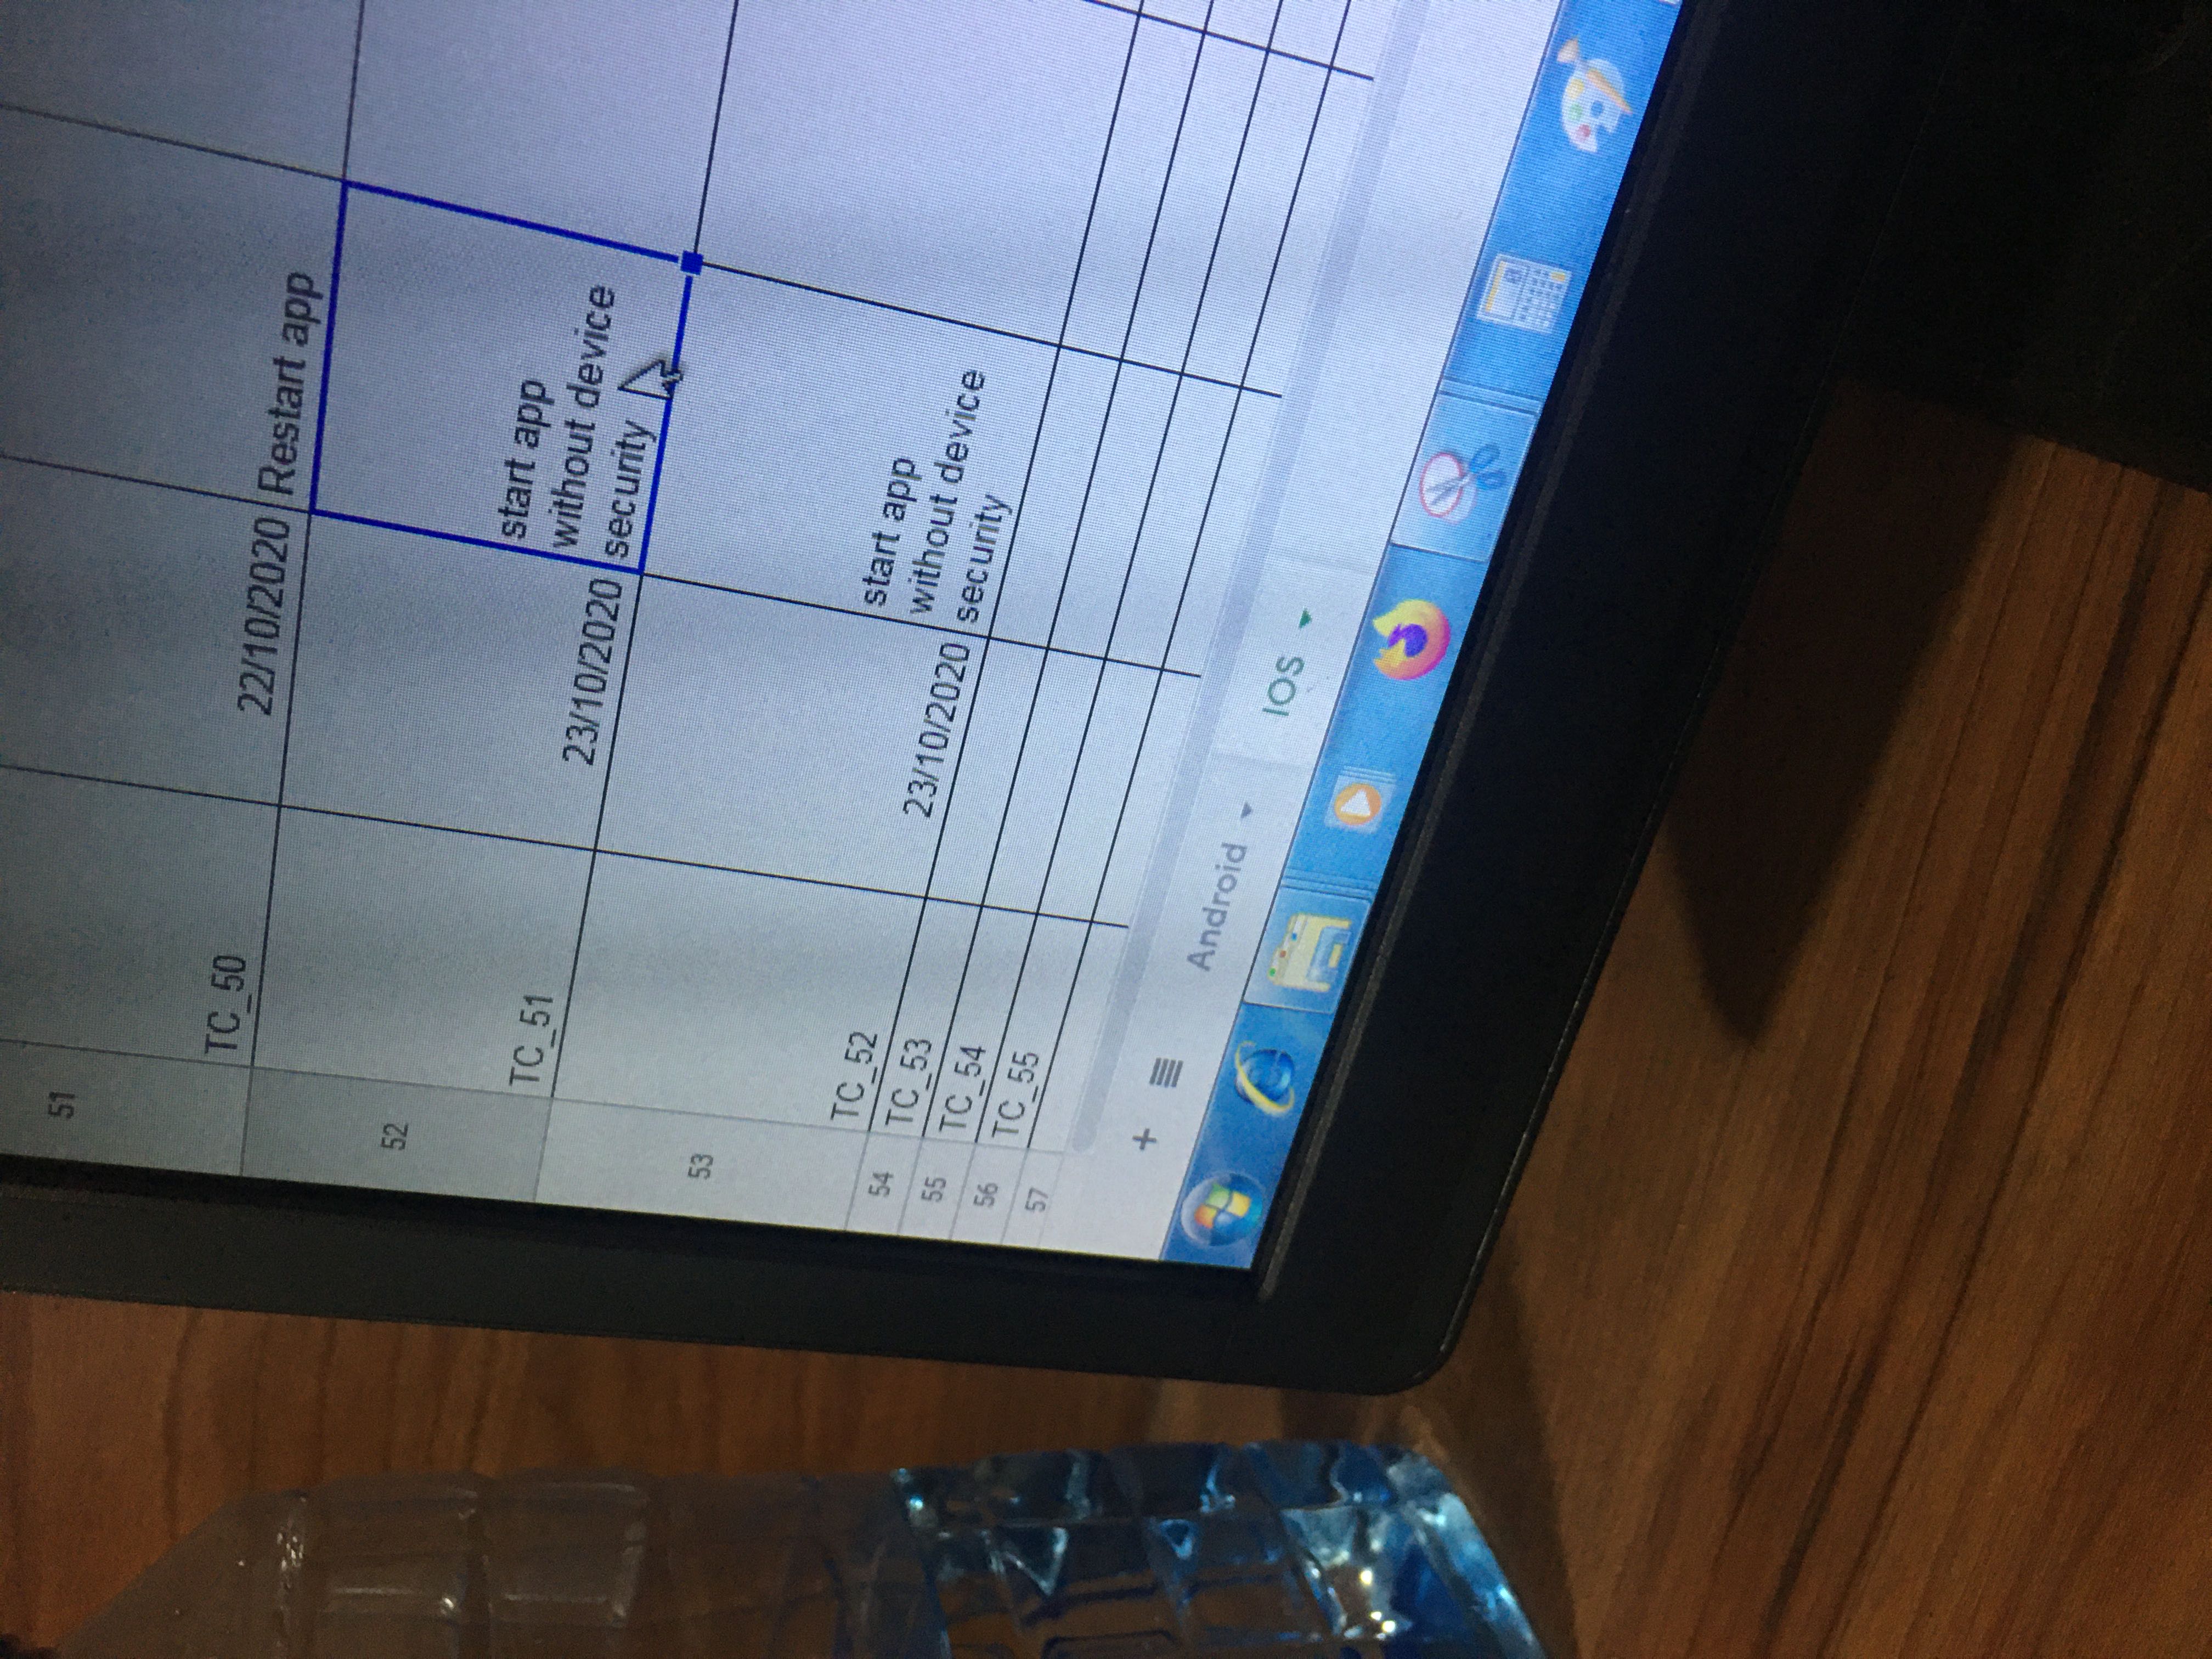 51
TC_50
22/10/2020
Restart app
52
TC_51
23/10/2020
start app
without device
security
53
TC_52
23/10/2020
start app
without device
security
54
TC_53
55
TC_54
56
TC_55
57
+
Android
IOS